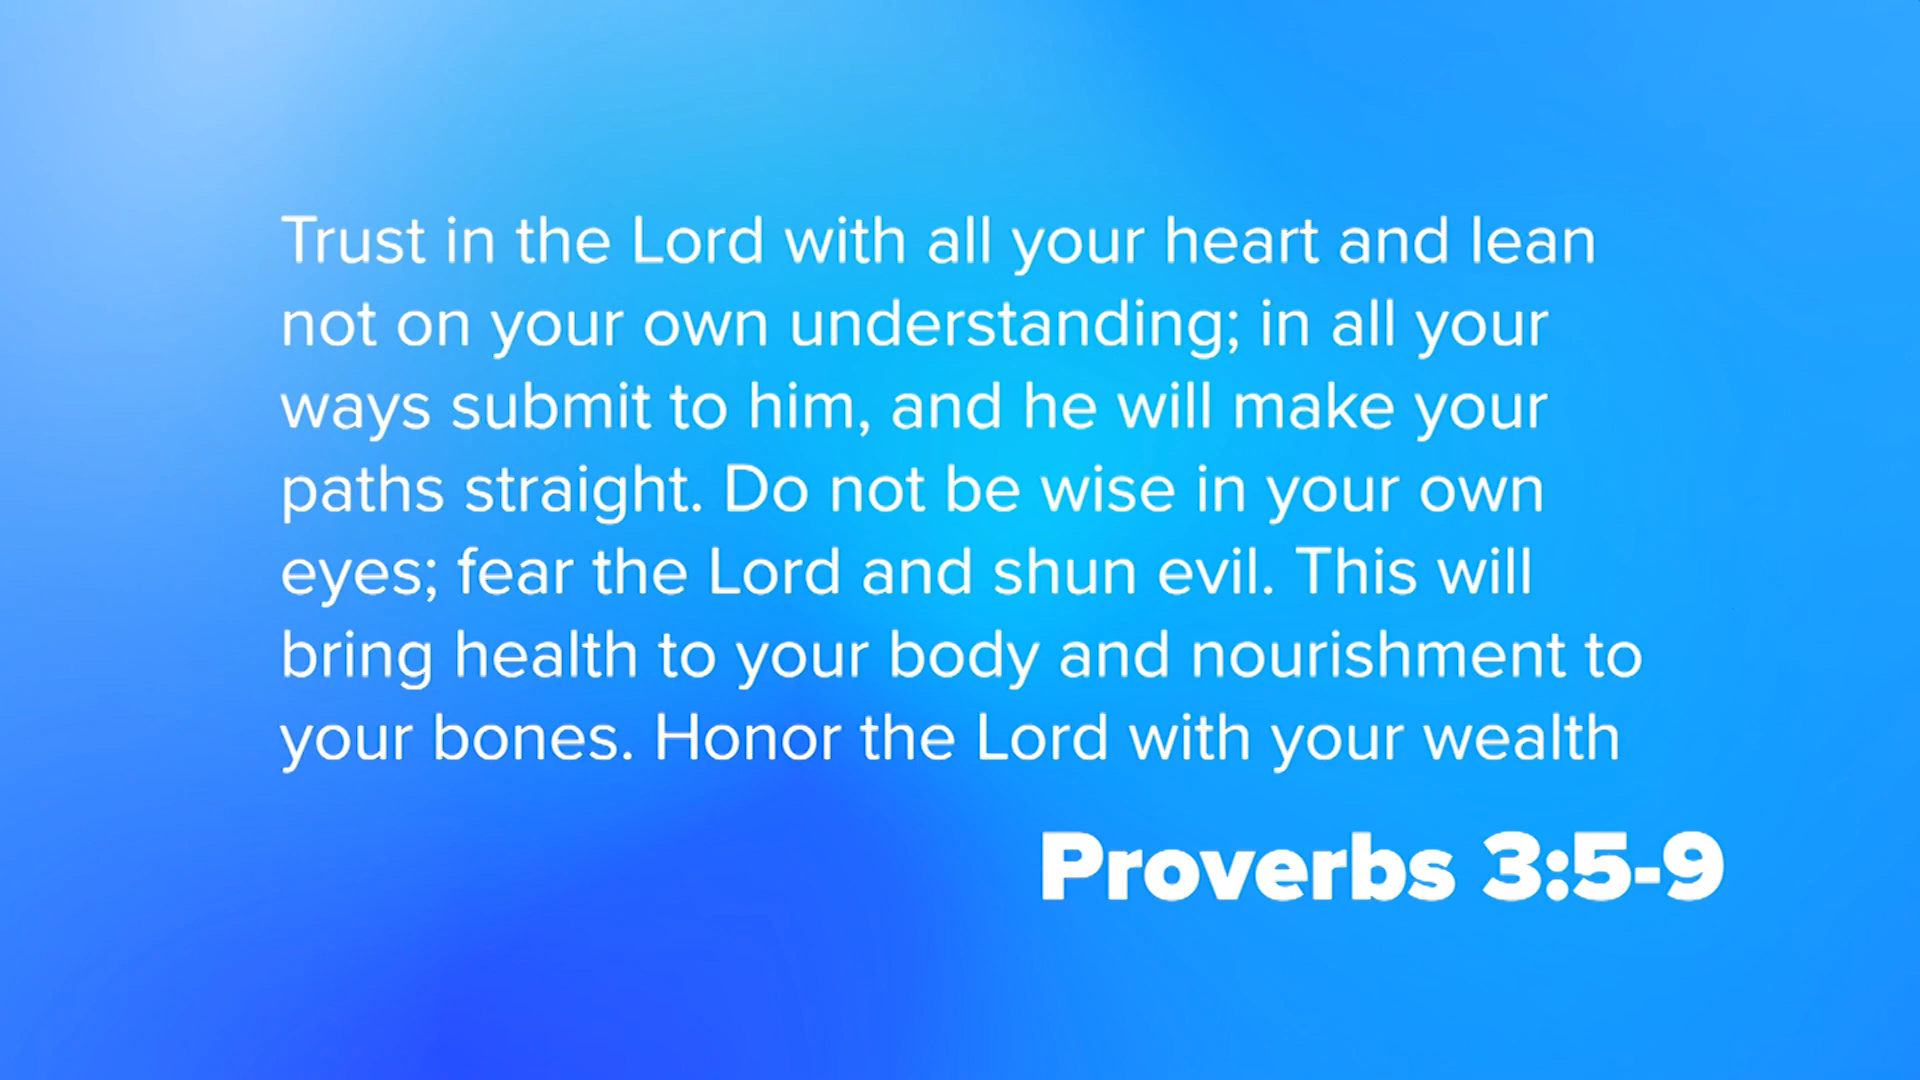 Trust in the Lord with all your heart and lean
not on your own understanding; in all your
ways submit to him, and he will make your
paths straight. Do not be wise in your own
eyes; fear the Lord and shun evil. This will
bring health to your body and nourishment to
your bones. Honor the Lord with your wealth
Proverbs 3:5-9